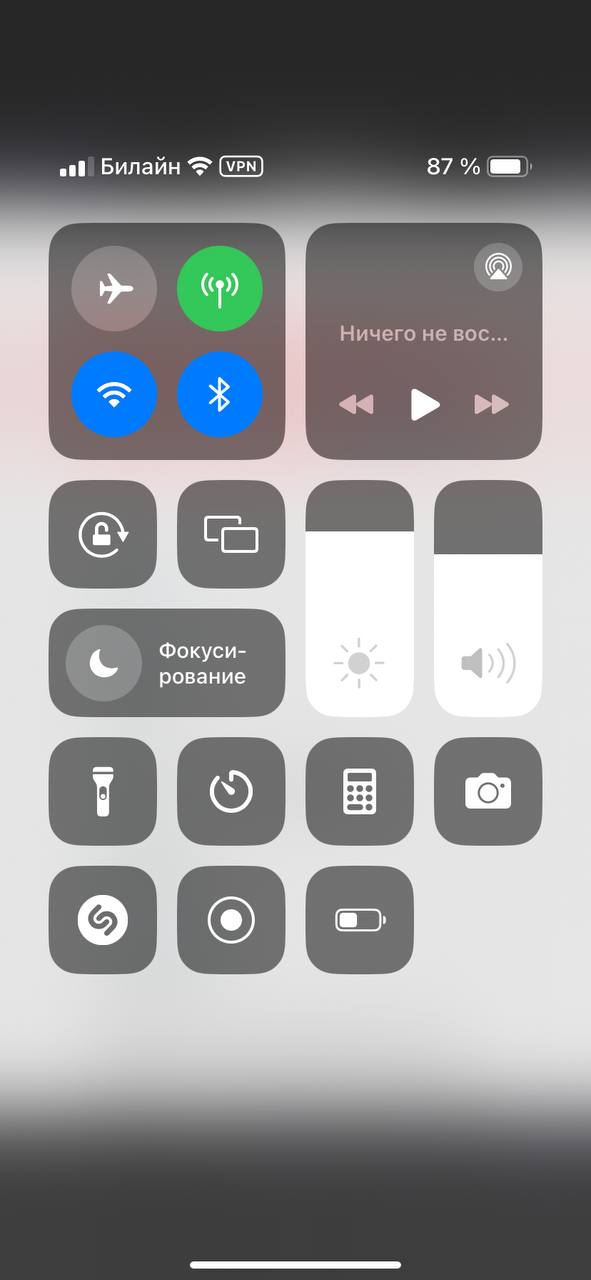 Билайн VPN 87 %
Ничего не вос...
Фокуси-
рование